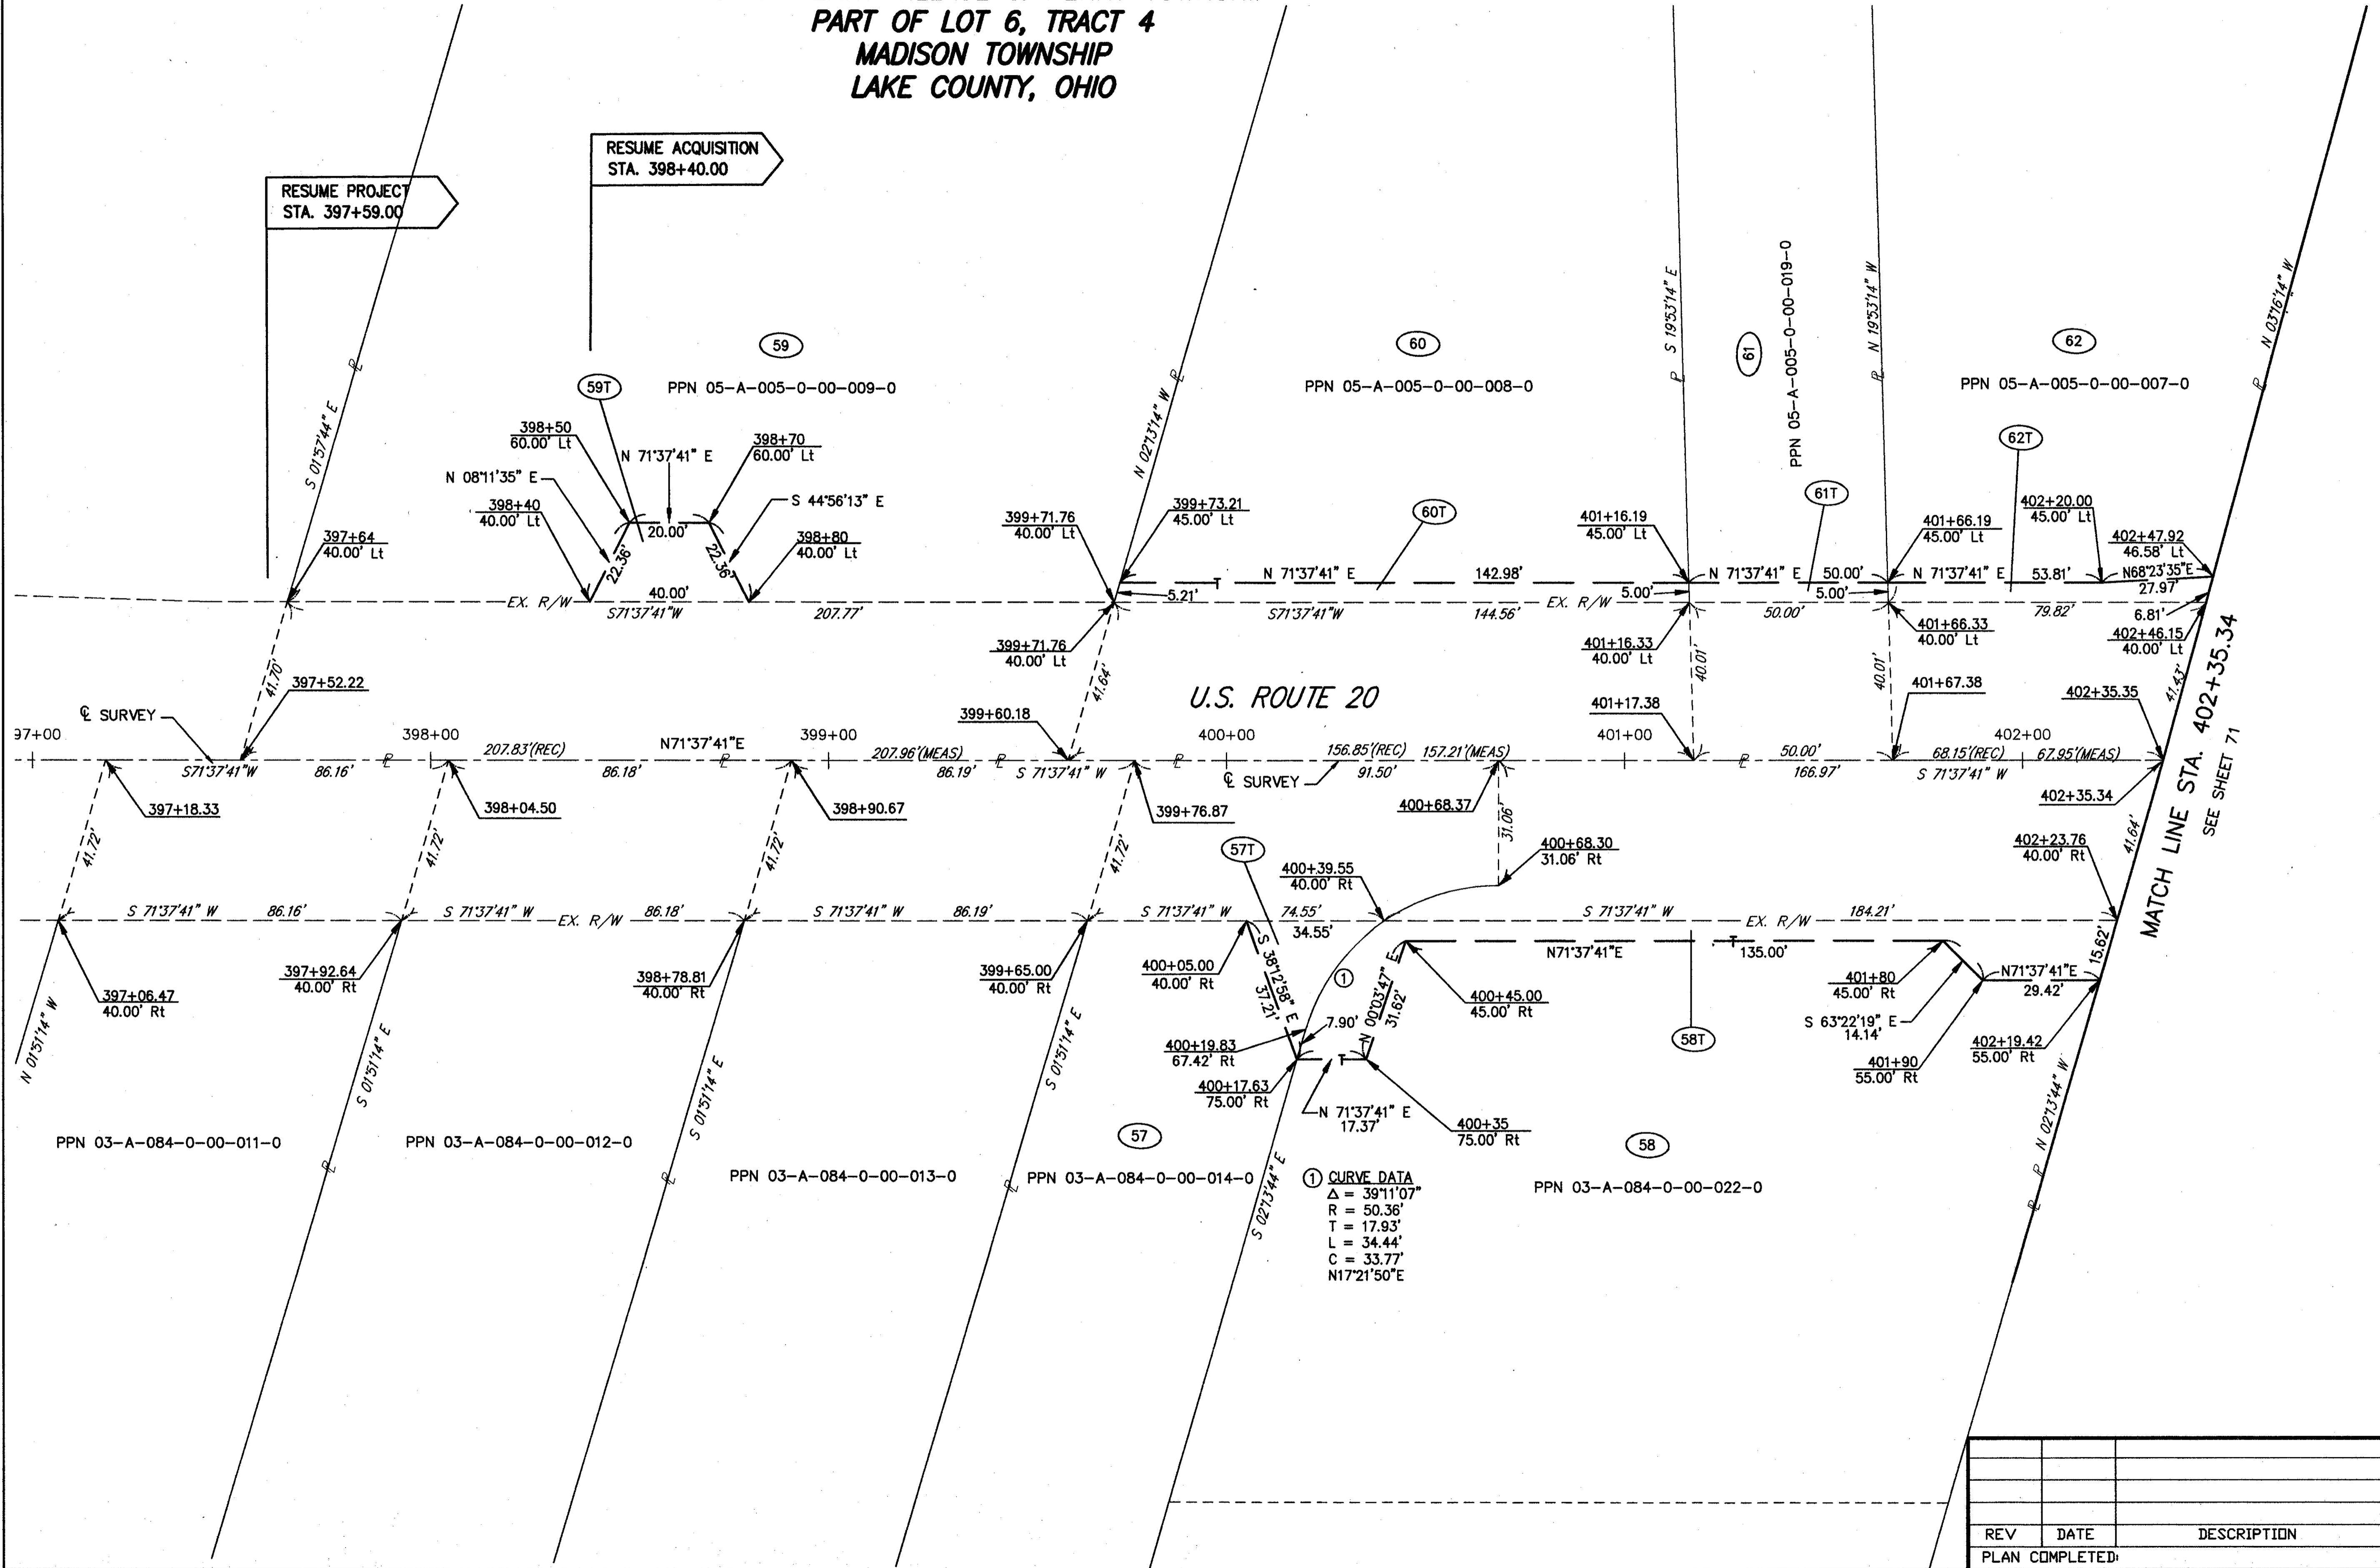 PART OF LOT 6, TRACT 4
MADISON TOWNSHIP
LAKE COUNTY, OHIO
RESUME PROJECT
STA. 397+59.00
RESUME ACQUISITION
STA. 398+40.00
S 01°57'44" E
59
PPN 05-A-005-0-00-009-0
59T
398+50
60.00' Lt
N 71°37'41" E
398+70
60.00' Lt
N 08°11'35" E
S 44°56'13" E
398+40
40.00' Lt
20.00'
22.36'
22.36'
398+80
40.00' Lt
397+64
40.00' Lt
EX. R/W
40.00'
S71°37'41"W
207.77'
N 02°13'14" W
60
PPN 05-A-005-0-00-008-0
S 19°53'14" E
61
PPN 05-A-005-0-00-019-0
N 19°53'14" W
62
PPN 05-A-005-0-00-007-0
N 03°16'14" W
399+71.76
40.00' Lt
399+73.21
45.00' Lt
60T
401+16.19
45.00' Lt
61T
401+66.19
45.00' Lt
62T
402+20.00
45.00' Lt
402+47.92
46.58' Lt
T
N 71°37'41" E
142.98'
N 71°37'41" E
50.00'
N 71°37'41" E
53.81'
N68°23'35"E
27.97'
5.21'
S71°37'41"W
144.56'
EX. R/W
5.00'
5.00'
50.00'
79.82'
6.81'
399+71.76
40.00' Lt
401+16.33
40.00' Lt
401+66.33
40.00' Lt
402+46.15
40.00' Lt
41.70'
41.64'
40.01'
40.01'
41.43'
U.S. ROUTE 20
℄ SURVEY
397+52.22
399+60.18
401+17.38
401+67.38
402+35.35
97+00
398+00
399+00
400+00
401+00
402+00
207.83'(REC)
N71°37'41"E
207.96'(MEAS)
156.85'(REC)
157.21'(MEAS)
50.00'
68.15'(REC)
67.95'(MEAS)
S71°37'41"W
86.16'
86.18'
86.19'
S 71°37'41" W
91.50'
166.97'
S 71°37'41" W
℄ SURVEY
397+18.33
398+04.50
398+90.67
399+76.87
400+68.37
402+35.34
MATCH LINE STA. 402+35.34
SEE SHEET 71
41.72'
41.72'
41.72'
31.06'
41.64'
57T
400+39.55
40.00' Rt
400+68.30
31.06' Rt
402+23.76
40.00' Rt
S 71°37'41" W
86.16'
S 71°37'41" W
EX. R/W
86.18'
S 71°37'41" W
86.19'
S 71°37'41" W
74.55'
34.55'
S 71°37'41" W
EX. R/W
184.21'
397+06.47
40.00' Rt
397+92.64
40.00' Rt
398+78.81
40.00' Rt
399+65.00
40.00' Rt
400+05.00
40.00' Rt
S 38°12'58" E
37.21'
1
N 00°03'47" E
31.62'
N71°37'41"E
T
135.00'
400+45.00
45.00' Rt
58T
401+80
45.00' Rt
N71°37'41"E
29.42'
15.62'
S 63°22'19" E
14.14'
401+90
55.00' Rt
402+19.42
55.00' Rt
7.90'
400+19.83
67.42' Rt
400+17.63
75.00' Rt
T
N 71°37'41" E
17.37'
400+35
75.00' Rt
N 01°51'14" W
S 01°51'14" E
S 01°51'14" E
S 01°51'14" E
S 02°13'44" E
N 02°13'44" W
PPN 03-A-084-0-00-011-0
PPN 03-A-084-0-00-012-0
PPN 03-A-084-0-00-013-0
57
PPN 03-A-084-0-00-014-0
58
PPN 03-A-084-0-00-022-0
1 CURVE DATA
Δ = 39°11'07"
R = 50.36'
T = 17.93'
L = 34.44'
C = 33.77'
N17°21'50"E
REV DATE DESCRIPTION
PLAN COMPLETED: